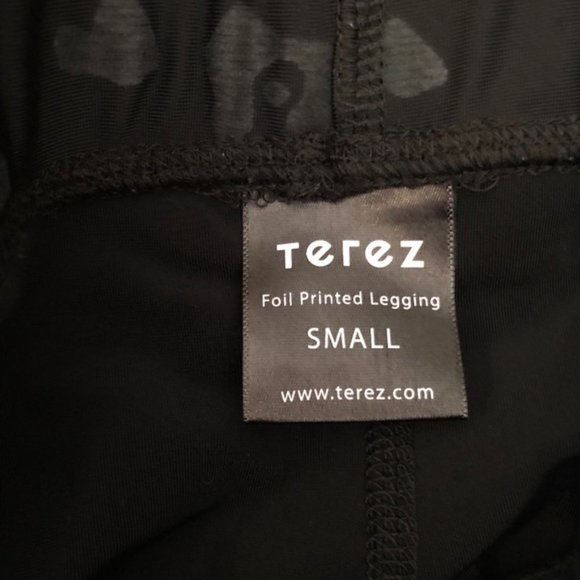 Terez
Foil Printed Legging
SMALL
www.terez.com